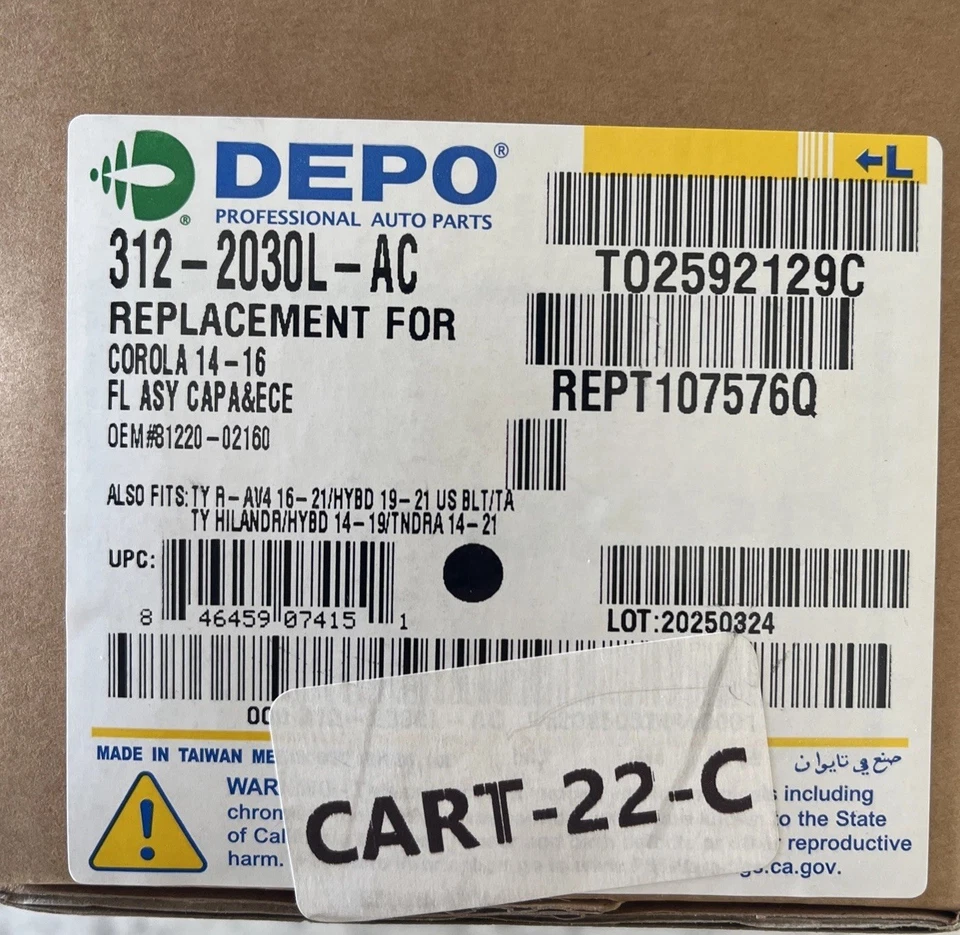 DEPO®
®
PROFESSIONAL AUTO PARTS
L
312-2030L-AC
TO2592129C
REPLACEMENT FOR
COROLA 14-16
REPT107576Q
FL ASY CAPA&ECE
OEM#81220-02160
ALSO FITS:TY R-AV4 16-21/HYBD 19-21 US BLT/TA
TY HILANDR/HYBD 14-19/TNDRA 14-21
UPC:
8 46459 07415 1
LOT:20250324
MADE IN TAIWAN
صنع في تايوان
CART-22-C
including
of
to the State
reproductive
harm.
.ca.gov.